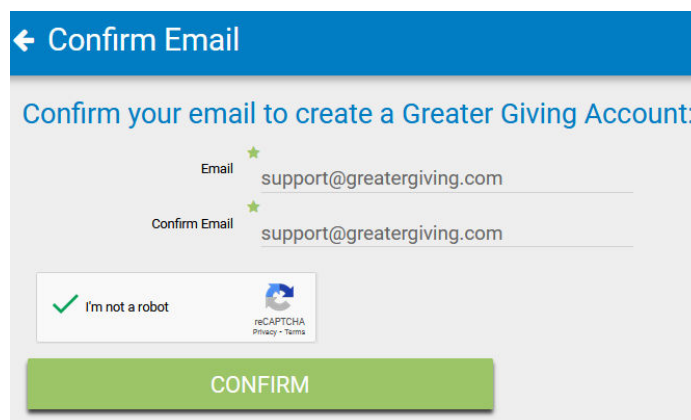 Confirm Email
Confirm your email to create a Greater Giving Account:
Email
support@greatergiving.com
Confirm Email
support@greatergiving.com
I'm not a robot
reCAPTCHA
Privacy - Terms
CONFIRM